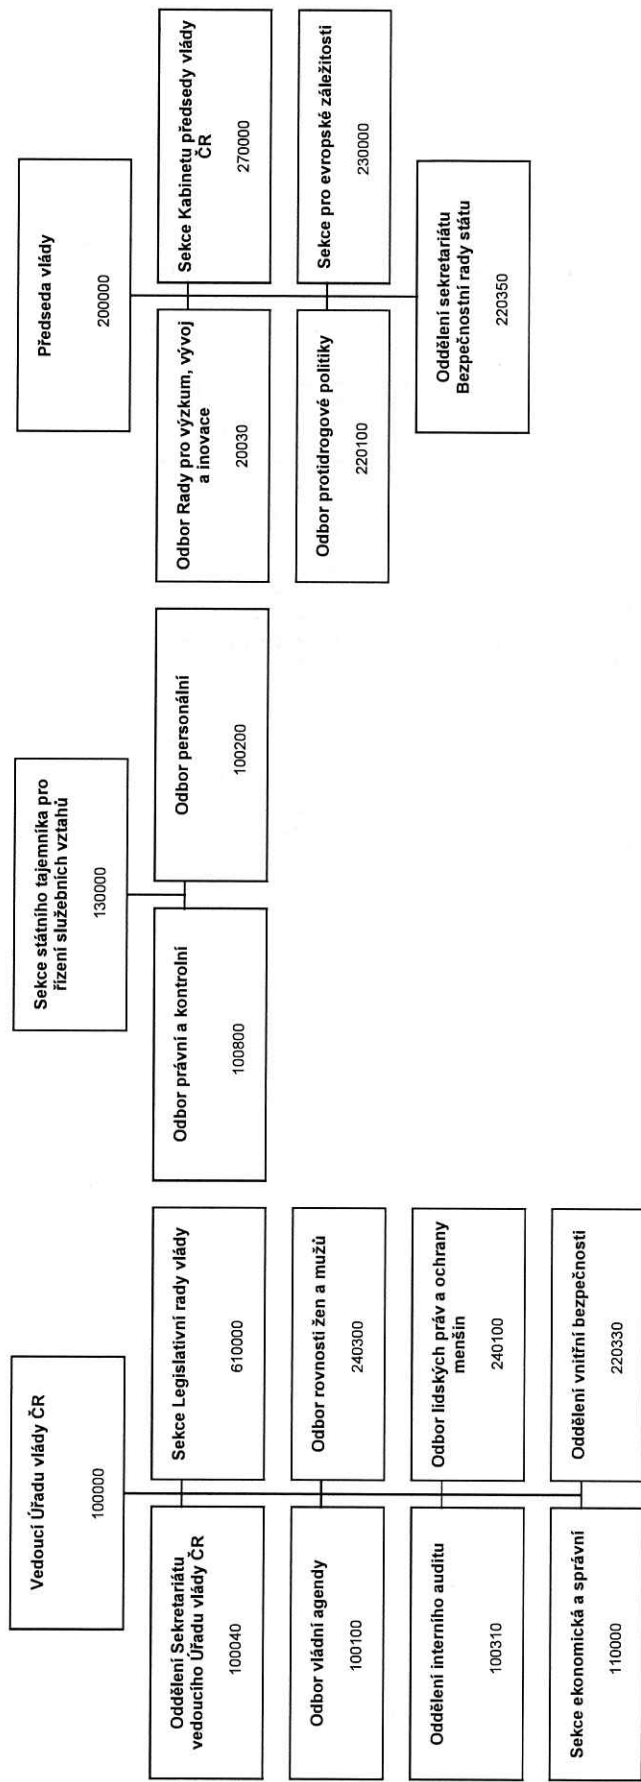 Vedoucí Úřadu vlády ČR
100000
Oddělení Sekretariátu
vedoucího Úřadu vlády ČR
100040
Sekce Legislativní rady vlády
610000
Odbor vládní agendy
100100
Odbor rovnosti žen a mužů
240300
Oddělení interního auditu
100310
Odbor lidských práv a ochrany
menšin
240100
Sekce ekonomická a správní
110000
Oddělení vnitřní bezpečnosti
220330
Sekce státního tajemníka pro
řízení služebních vztahů
130000
Odbor právní a kontrolní
100800
Odbor personální
100200
Předseda vlády
200000
Odbor Rady pro výzkum, vývoj
a inovace
20030
Sekce Kabinetu předsedy vlády
ČR
270000
Odbor protidrogové politiky
220100
Sekce pro evropské záležitosti
230000
Oddělení sekretariátu
Bezpečnostní rady státu
220350